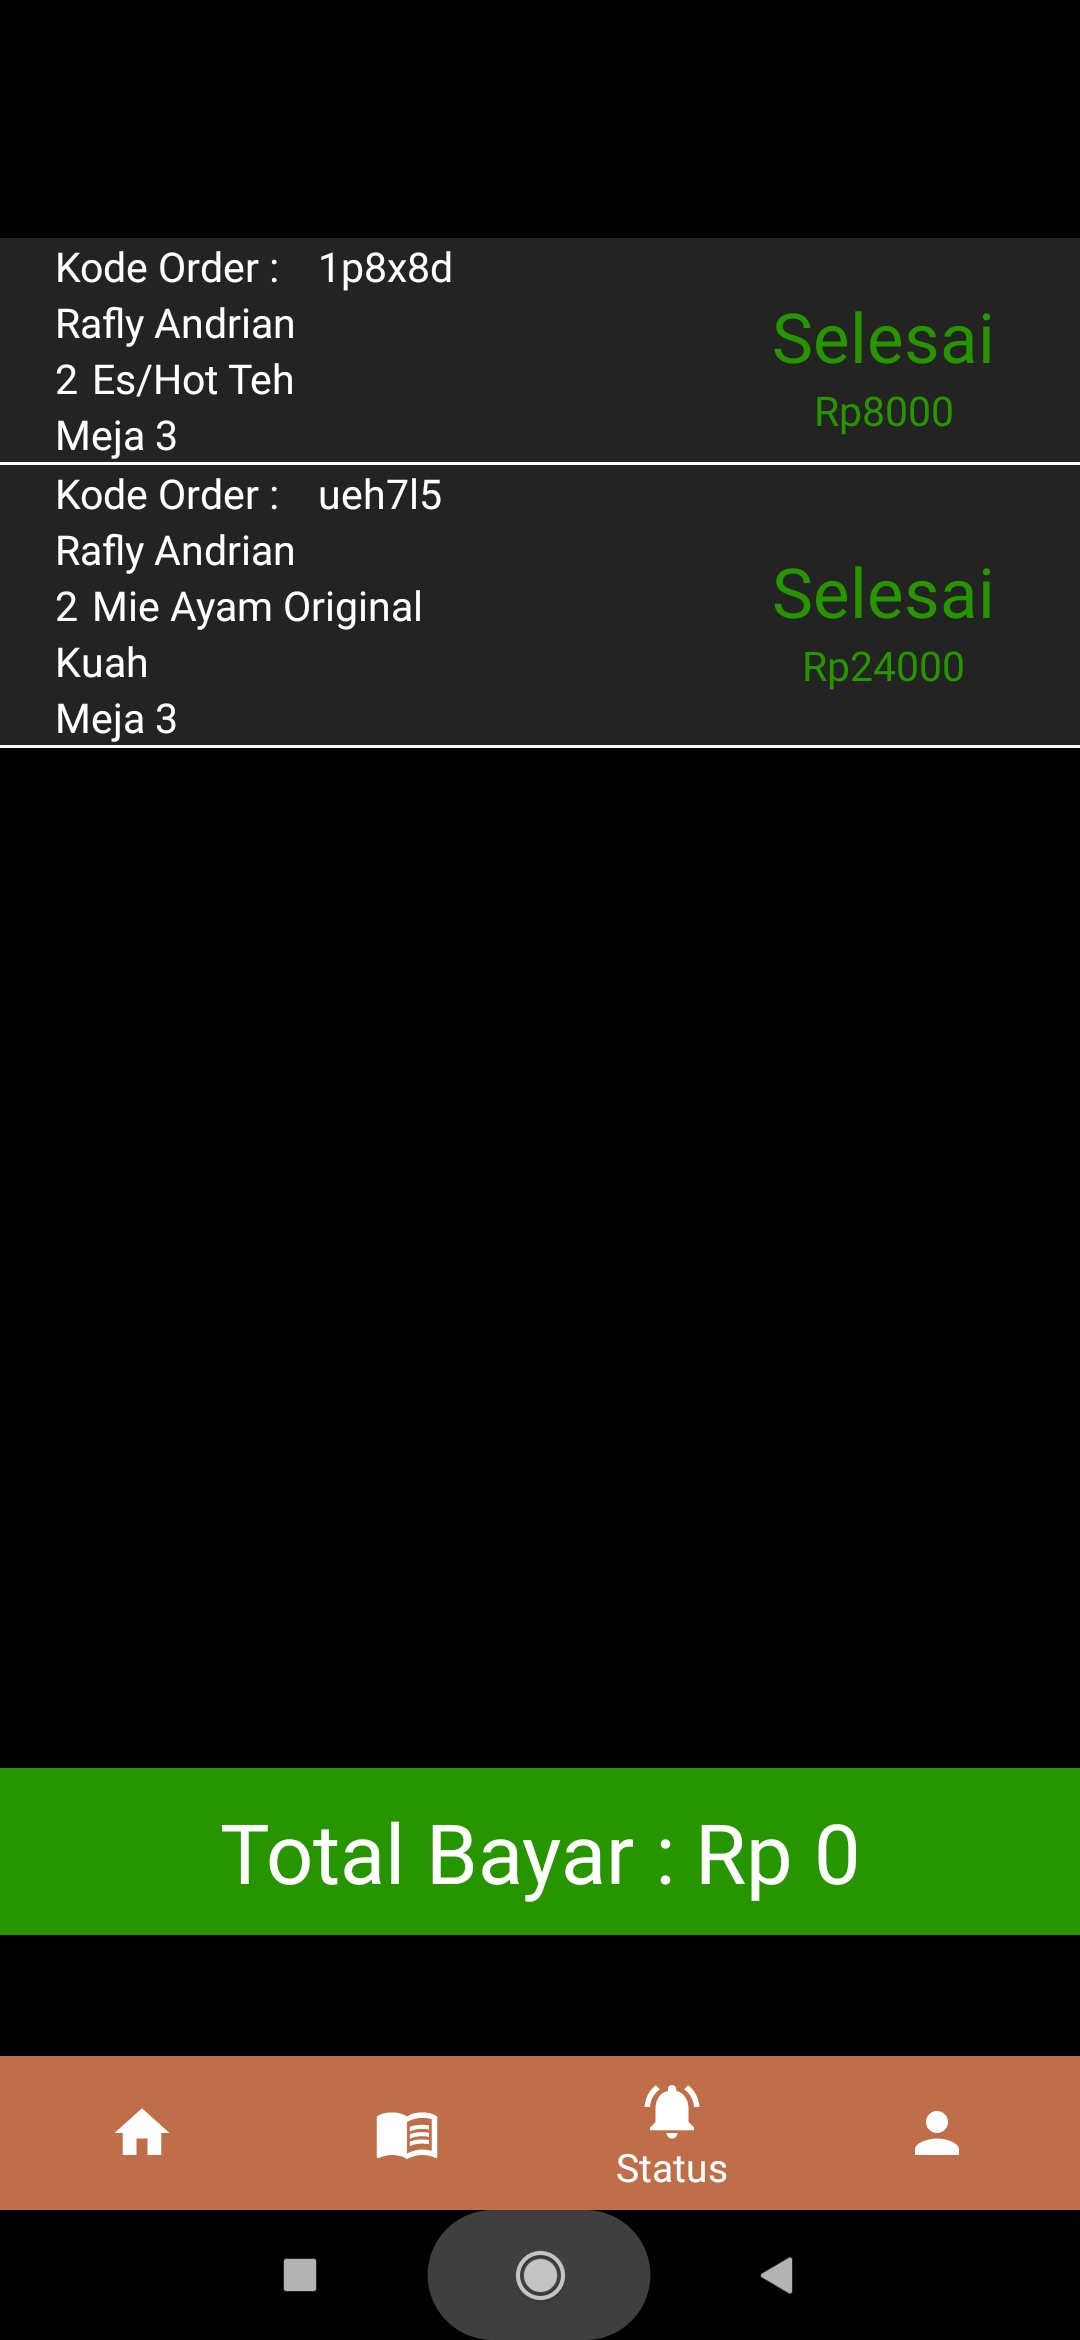 Kode Order : 1p8x8d
Rafly Andrian
2 Es/Hot Teh
Meja 3
Selesai
Rp8000
Kode Order : ueh7l5
Rafly Andrian
2 Mie Ayam Original
Kuah
Meja 3
Selesai
Rp24000
Total Bayar : Rp 0
Status